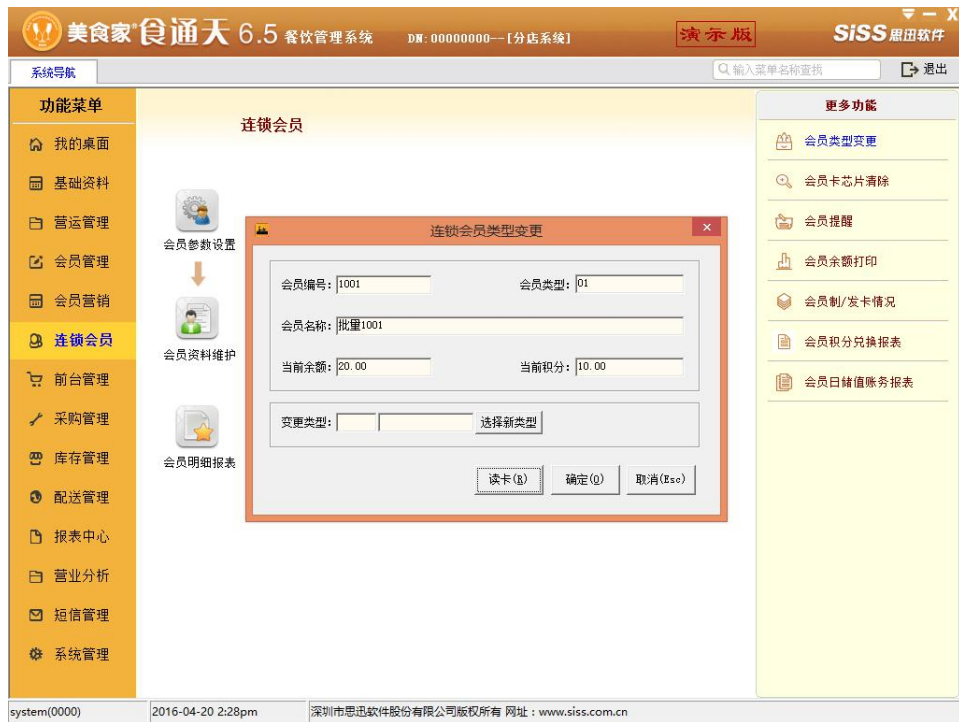 美食家®食通天 6.5 餐饮管理系统 DW:00000000--[分店系统] 演示版 SiSS 思迅软件
系统导航 输入菜单名称查找 退出
功能菜单
我的桌面
基础资料
营运管理
会员管理
会员营销
连锁会员
前台管理
采购管理
库存管理
配送管理
报表中心
营业分析
短信管理
系统管理
连锁会员
会员参数设置
会员资料维护
会员明细报表
连锁会员类型变更
会员编号: 1001 会员类型: 01
会员名称: 批量1001
当前余额: 20.00 当前积分: 10.00
变更类型: 选择新类型
读卡(R) 确定(O) 取消(Esc)
更多功能
会员类型变更
会员卡芯片清除
会员提醒
会员余额打印
会员制/发卡情况
会员积分兑换报表
会员日储值账务报表
system(0000) 2016-04-20 2:28pm 深圳市思迅软件股份有限公司版权所有 网址：www.siss.com.cn